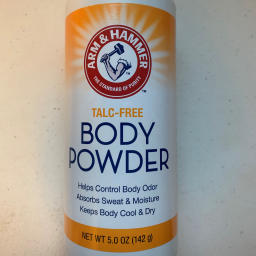 ARM & HAMMER
THE STANDARD OF PURITY
TM
TALC-FREE
BODY
POWDER
Helps Control Body Odor
Absorbs Sweat & Moisture
Keeps Body Cool & Dry
NET WT 5.0 OZ (142 g)